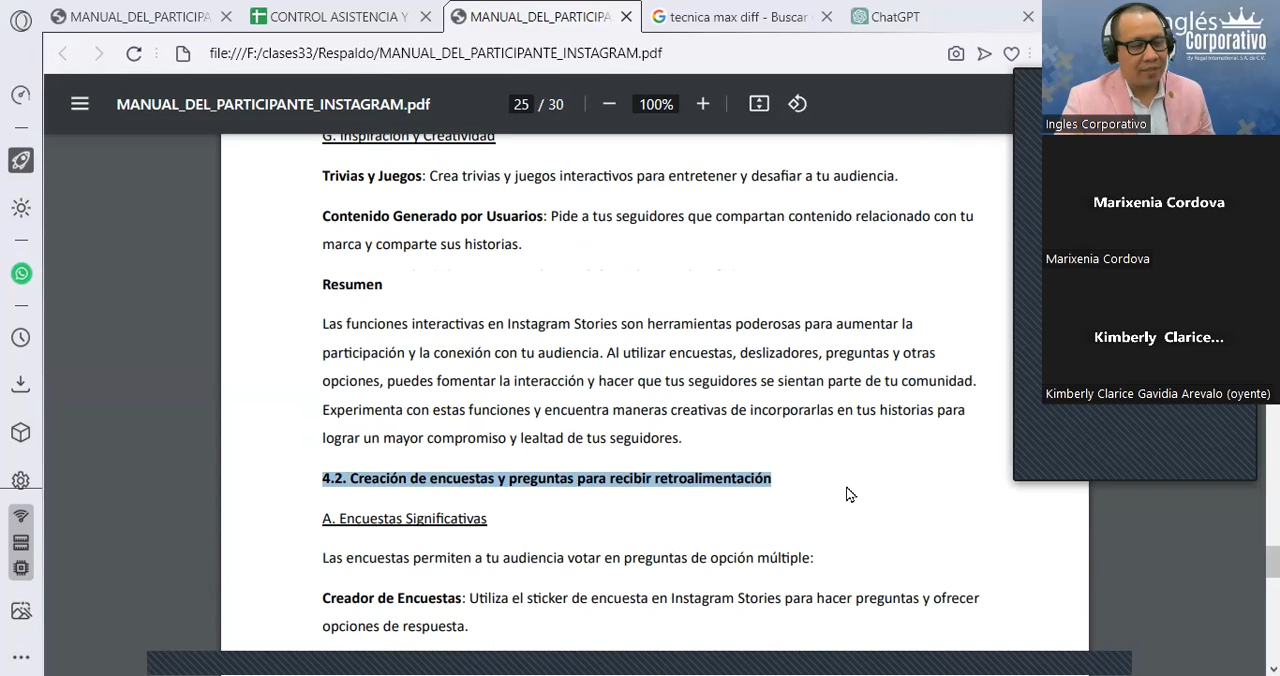 MANUAL_DEL_PARTICIPA
CONTROL ASISTENCIA Y
MANUAL_DEL_PARTICIPA
tecnica max diff - Buscar
ChatGPT
file:///F:/clases33/Respaldo/MANUAL_DEL_PARTICIPANTE_INSTAGRAM.pdf
MANUAL_DEL_PARTICIPANTE_INSTAGRAM.pdf
25 / 30
100%
G. Inspiración y Creatividad
Trivias y Juegos: Crea trivias y juegos interactivos para entretener y desafiar a tu audiencia.
Contenido Generado por Usuarios: Pide a tus seguidores que compartan contenido relacionado con tu
marca y comparte sus historias.
Resumen
Las funciones interactivas en Instagram Stories son herramientas poderosas para aumentar la
participación y la conexión con tu audiencia. Al utilizar encuestas, deslizadores, preguntas y otras
opciones, puedes fomentar la interacción y hacer que tus seguidores se sientan parte de tu comunidad.
Experimenta con estas funciones y encuentra maneras creativas de incorporarlas en tus historias para
lograr un mayor compromiso y lealtad de tus seguidores.
4.2. Creación de encuestas y preguntas para recibir retroalimentación
A. Encuestas Significativas
Las encuestas permiten a tu audiencia votar en preguntas de opción múltiple:
Creador de Encuestas: Utiliza el sticker de encuesta en Instagram Stories para hacer preguntas y ofrecer
opciones de respuesta.
Inglés
Corporativo
By Regal International, S.A. de C.V.
Ingles Corporativo
Marixenia Cordova
Marixenia Cordova
Kimberly Clarice...
Kimberly Clarice Gavidia Arevalo (oyente)